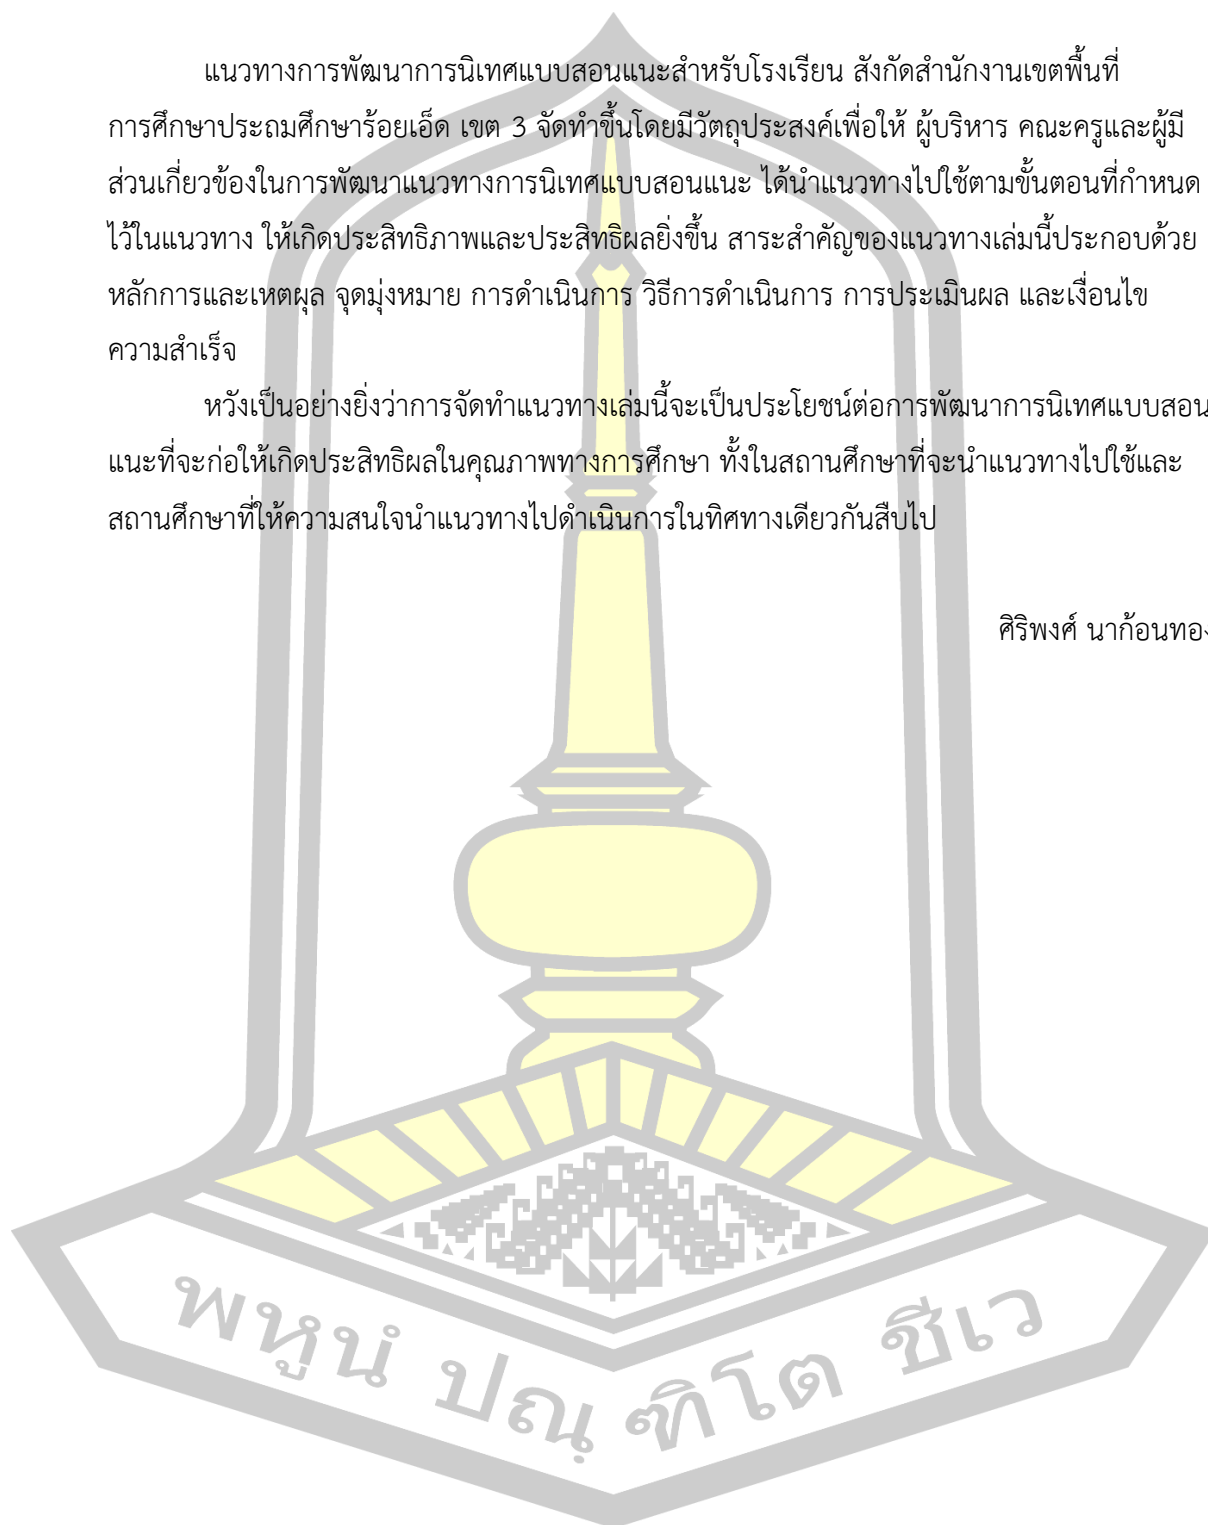 แนวทางการพัฒนาการนิเทศแบบสอนแนะสำหรับโรงเรียน สังกัดสำนักงานเขตพื้นที่
การศึกษาประถมศึกษาร้อยเอ็ด เขต 3 จัดทำขึ้นโดยมีวัตถุประสงค์เพื่อให้ ผู้บริหาร คณะครูและผู้มี
ส่วนเกี่ยวข้องในการพัฒนาแนวทางการนิเทศแบบสอนแนะ ได้นำแนวทางไปใช้ตามขั้นตอนที่กำหนด
ไว้ในแนวทาง ให้เกิดประสิทธิภาพและประสิทธิผลยิ่งขึ้น สาระสำคัญของแนวทางเล่มนี้ประกอบด้วย
หลักการและเหตุผล จุดมุ่งหมาย การดำเนินการ วิธีการดำเนินการ การประเมินผล และเงื่อนไข
ความสำเร็จ
หวังเป็นอย่างยิ่งว่าการจัดทำแนวทางเล่มนี้จะเป็นประโยชน์ต่อการพัฒนาการนิเทศแบบสอน
แนะที่จะก่อให้เกิดประสิทธิผลในคุณภาพทางการศึกษา ทั้งในสถานศึกษาที่จะนำแนวทางไปใช้และ
สถานศึกษาที่ให้ความสนใจนำแนวทางไปดำเนินการในทิศทางเดียวกันสืบไป
ศิริพงศ์ นาก้อนทอง
พหูนํ ปณฺฑิโต ชีเว